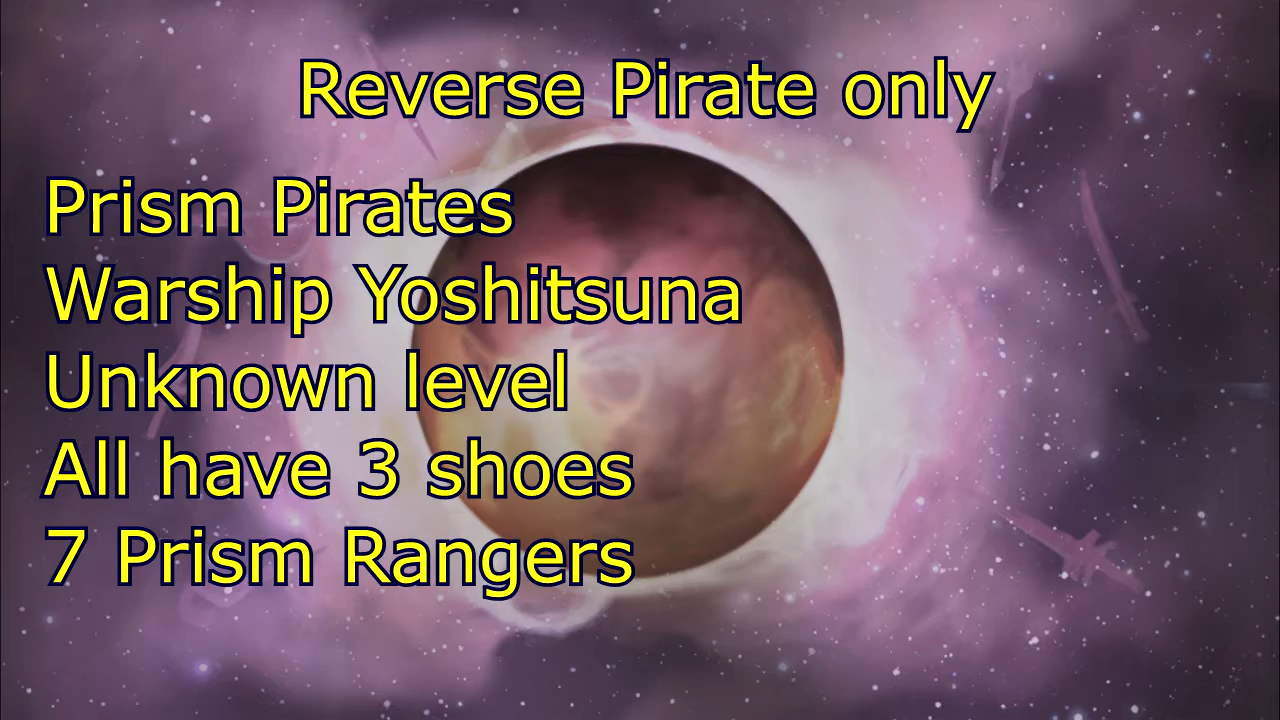 Reverse Pirate only
Prism Pirates
Warship Yoshitsuna
Unknown level
All have 3 shoes
7 Prism Rangers